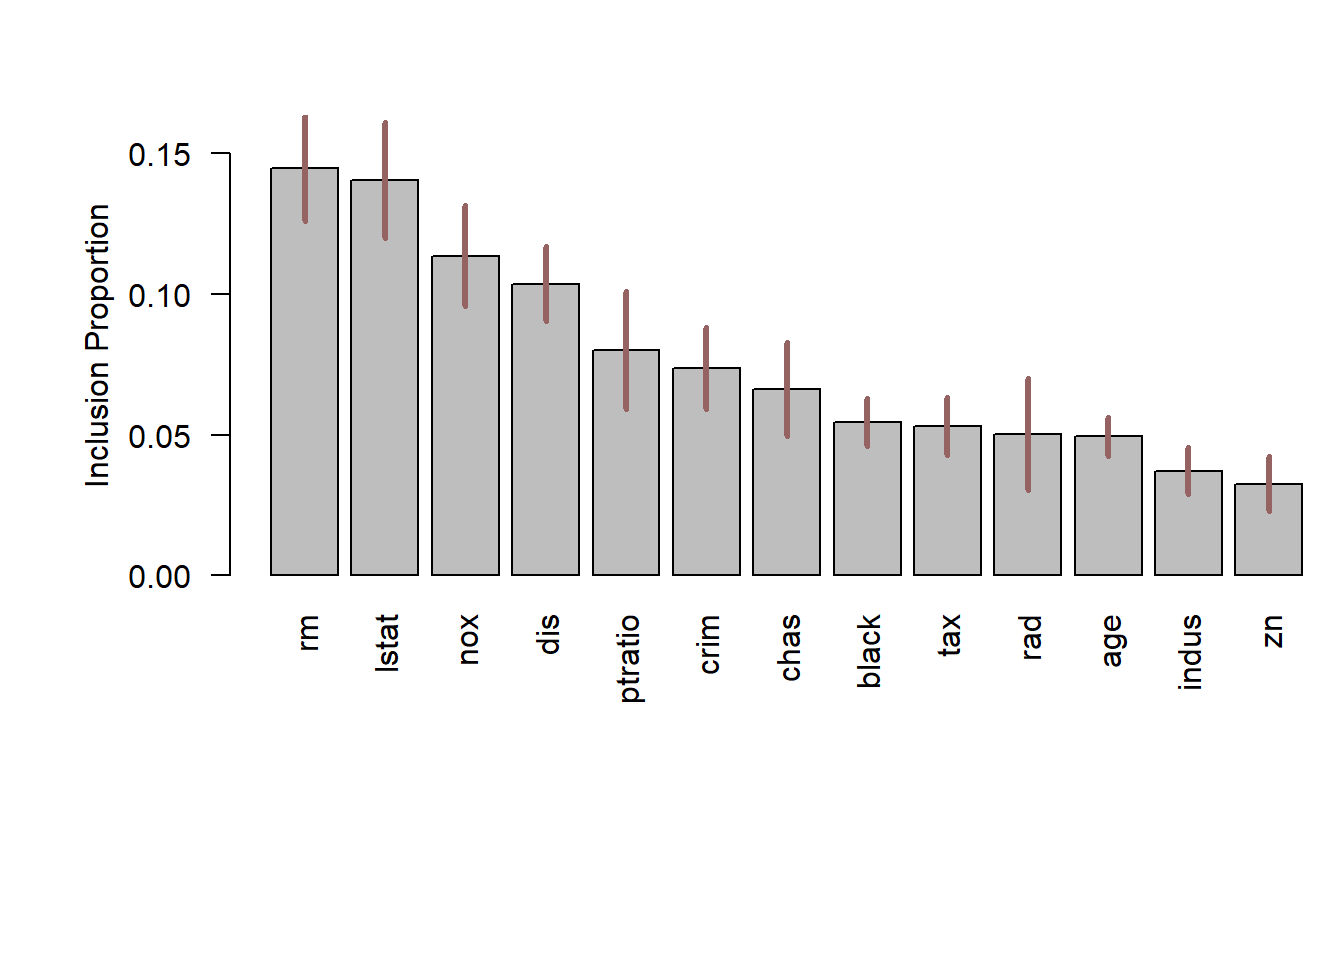 Inclusion Proportion
0.15
0.10
0.05
0.00
rm
lstat
nox
dis
ptratio
crim
chas
black
tax
rad
age
indus
zn